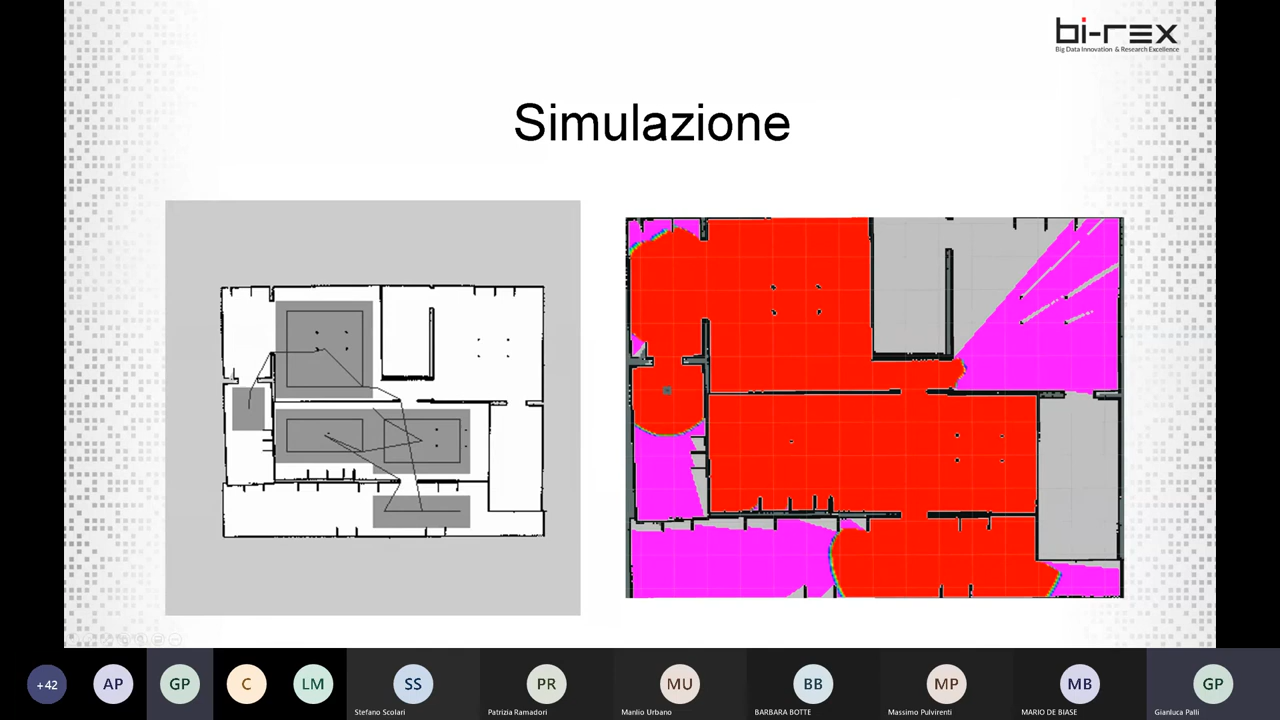 bi-rex
Big Data Innovation & Research Excellence
Simulazione
+42
AP
GP
C
LM
SS
PR
MU
BB
MP
MB
GP
Stefano Scolari
Patrizia Ramadori
Manlio Urbano
BARBARA BOTTE
Massimo Pulvirenti
MARIO DE BIASE
Gianluca Palli